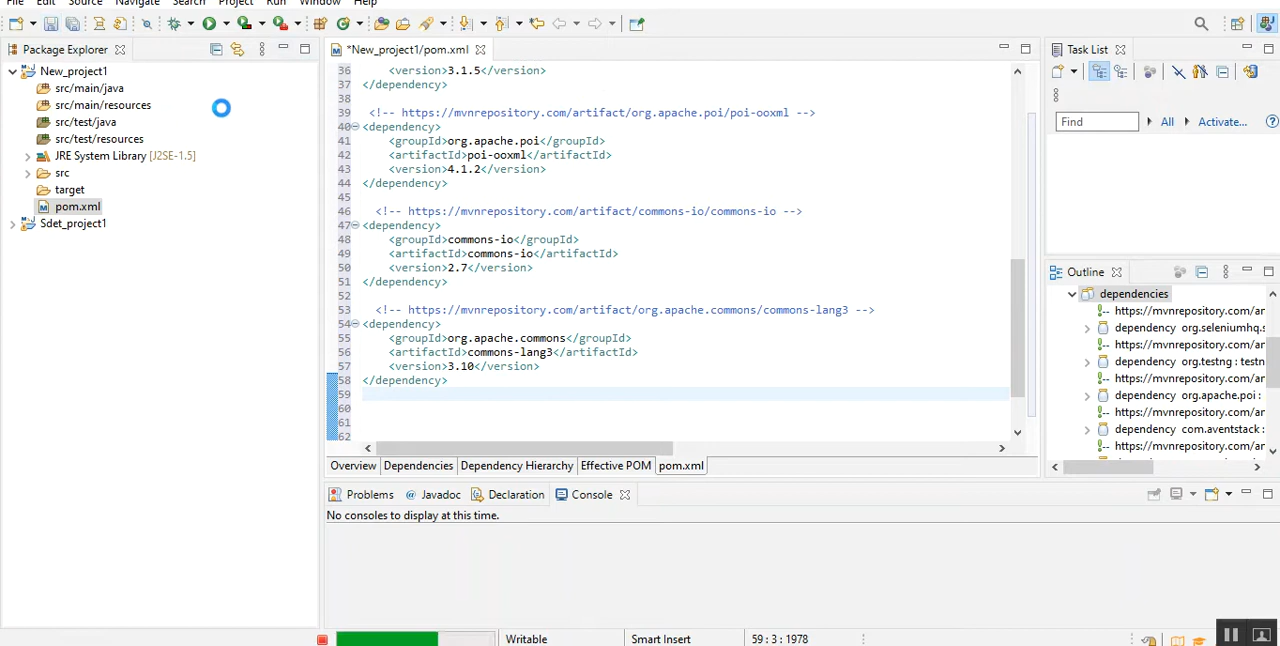 File Edit Source Refactor Navigate Search Project Run Window Help
Package Explorer
New_project1
src/main/java
src/main/resources
src/test/java
src/test/resources
JRE System Library [J2SE-1.5]
src
target
pom.xml
Sdet_project1
*New_project1/pom.xml
36 <version>3.1.5</version>
37 </dependency>
38
39 <!-- https://mvnrepository.com/artifact/org.apache.poi/poi-ooxml -->
40 <dependency>
41 <groupId>org.apache.poi</groupId>
42 <artifactId>poi-ooxml</artifactId>
43 <version>4.1.2</version>
44 </dependency>
45
46 <!-- https://mvnrepository.com/artifact/commons-io/commons-io -->
47 <dependency>
48 <groupId>commons-io</groupId>
49 <artifactId>commons-io</artifactId>
50 <version>2.7</version>
51 </dependency>
52
53 <!-- https://mvnrepository.com/artifact/org.apache.commons/commons-lang3 -->
54 <dependency>
55 <groupId>org.apache.commons</groupId>
56 <artifactId>commons-lang3</artifactId>
57 <version>3.10</version>
58 </dependency>
59
60
61
62
Overview Dependencies Dependency Hierarchy Effective POM pom.xml
Problems Javadoc Declaration Console
No consoles to display at this time.
Task List
Find All Activate...
Outline
dependencies
https://mvnrepository.com/ar
dependency org.seleniumhq.s
https://mvnrepository.com/ar
dependency org.testng : testn
https://mvnrepository.com/ar
dependency org.apache.poi :
https://mvnrepository.com/ar
dependency com.aventstack :
https://mvnrepository.com/ar
Writable Smart Insert 59 : 3 : 1978